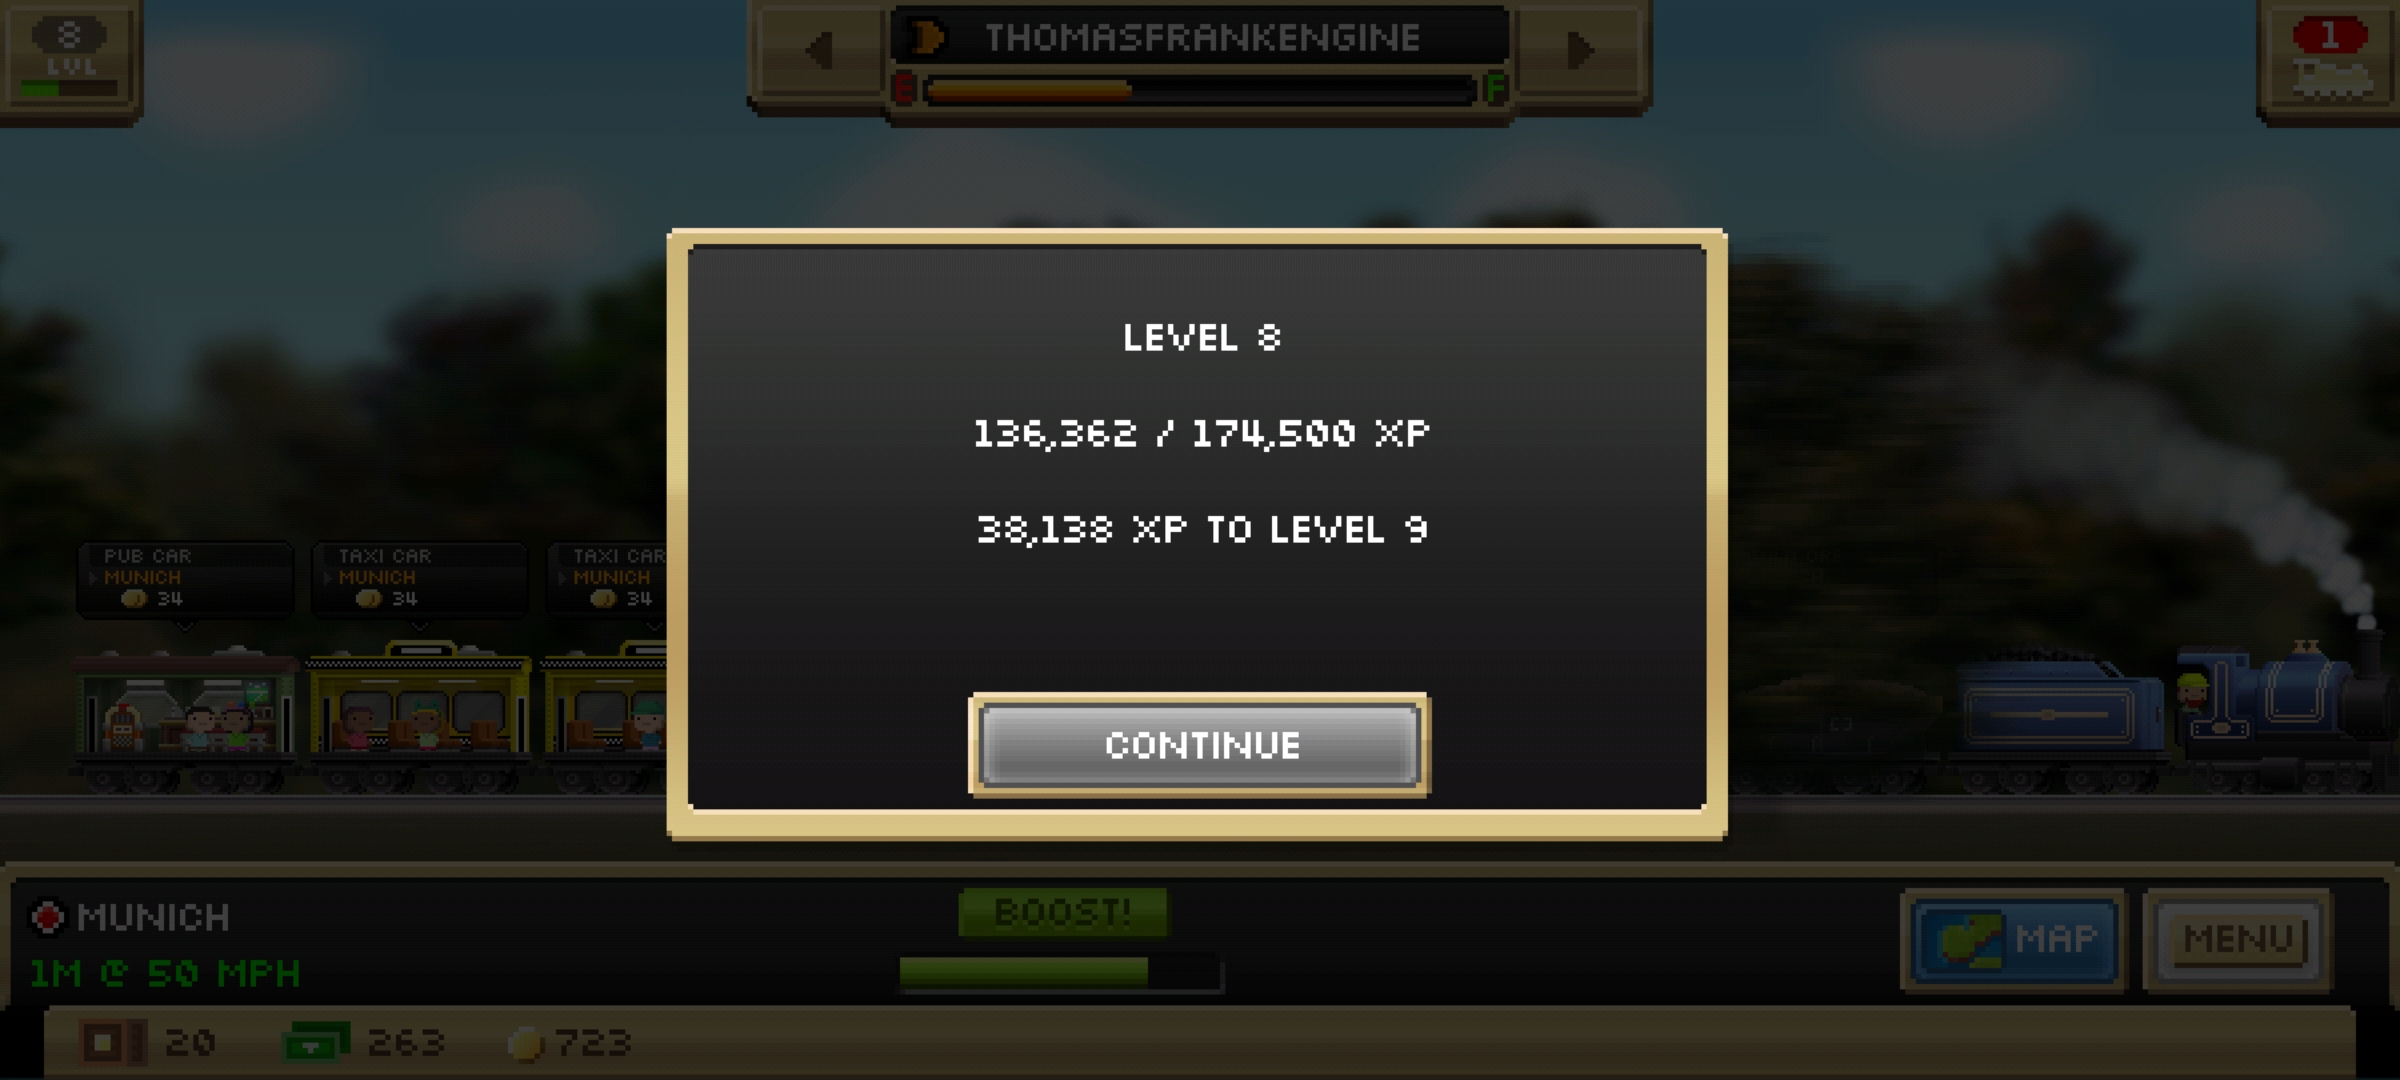 8
LVL
THOMASFRANKENGINE
E
F
1
LEVEL 8
136,362 / 174,500 XP
38,138 XP TO LEVEL 9
CONTINUE
PUB CAR
MUNICH
34
TAXI CAR
MUNICH
34
TAXI CAR
MUNICH
34
MUNICH
1M @ 50 MPH
BOOST!
MAP
MENU
20
263
723